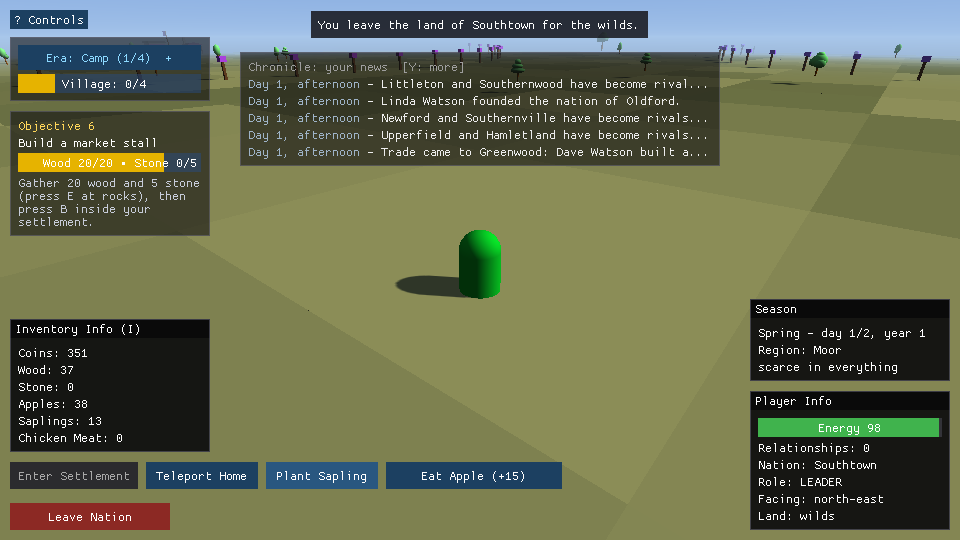 ? Controls
You leave the land of Southtown for the wilds.
Era: Camp (1/4) +
Village: 0/4
Chronicle: your news [Y: more]
Day 1, afternoon – Littleton and Southernwood have become rival...
Day 1, afternoon – Linda Watson founded the nation of Oldford.
Day 1, afternoon – Newford and Southernville have become rivals...
Day 1, afternoon – Upperfield and Hamletland have become rivals...
Day 1, afternoon – Trade came to Greenwood: Dave Watson built a...
Objective 6
Build a market stall
Wood 20/20 • Stone 0/5
Gather 20 wood and 5 stone
(press E at rocks), then
press B inside your
settlement.
Inventory Info (I)
Coins: 351
Wood: 37
Stone: 0
Apples: 38
Saplings: 13
Chicken Meat: 0
Season
Spring – day 1/2, year 1
Region: Moor
scarce in everything
Player Info
Energy 98
Relationships: 0
Nation: Southtown
Role: LEADER
Facing: north-east
Land: wilds
Enter Settlement
Teleport Home
Plant Sapling
Eat Apple (+15)
Leave Nation